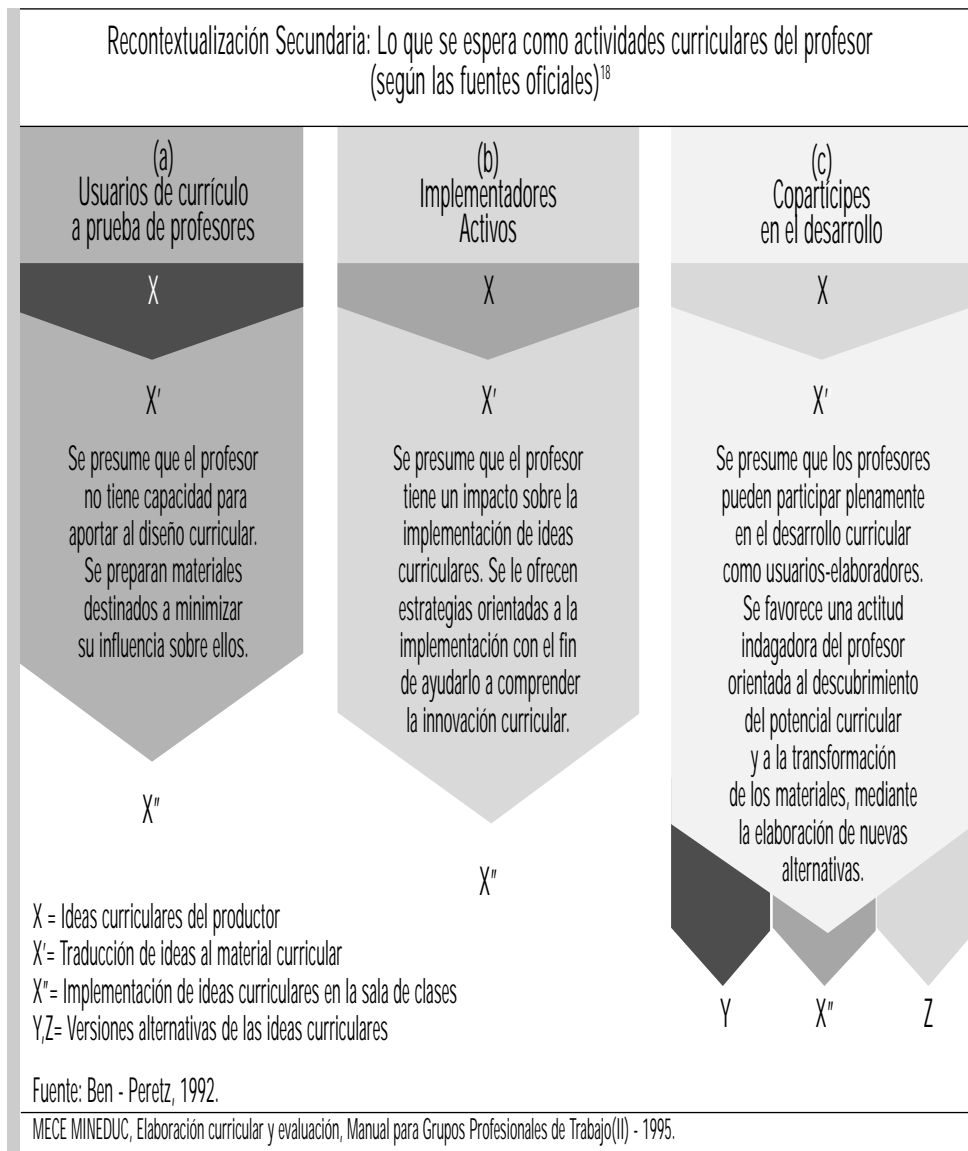 Recontextualización Secundaria: Lo que se espera como actividades curriculares del profesor
(según las fuentes oficiales)18
(a)
Usuarios de currículo
a prueba de profesores
X
X'
Se presume que el profesor
no tiene capacidad para
aportar al diseño curricular.
Se preparan materiales
destinados a minimizar
su influencia sobre ellos.
X"
(b)
Implementadores
Activos
X
X'
Se presume que el profesor
tiene un impacto sobre la
implementación de ideas
curriculares. Se le ofrecen
estrategias orientadas a la
implementación con el fin
de ayudarlo a comprender
la innovación curricular.
X"
(c)
Copartícipes
en el desarrollo
X
X'
Se presume que los profesores
pueden participar plenamente
en el desarrollo curricular
como usuarios-elaboradores.
Se favorece una actitud
indagadora del profesor
orientada al descubrimiento
del potencial curricular
y a la transformación
de los materiales, mediante
la elaboración de nuevas
alternativas.
Y X" Z
X = Ideas curriculares del productor
X'= Traducción de ideas al material curricular
X"= Implementación de ideas curriculares en la sala de clases
Y,Z= Versiones alternativas de las ideas curriculares
Fuente: Ben - Peretz, 1992.
MECE MINEDUC, Elaboración curricular y evaluación, Manual para Grupos Profesionales de Trabajo(II) - 1995.